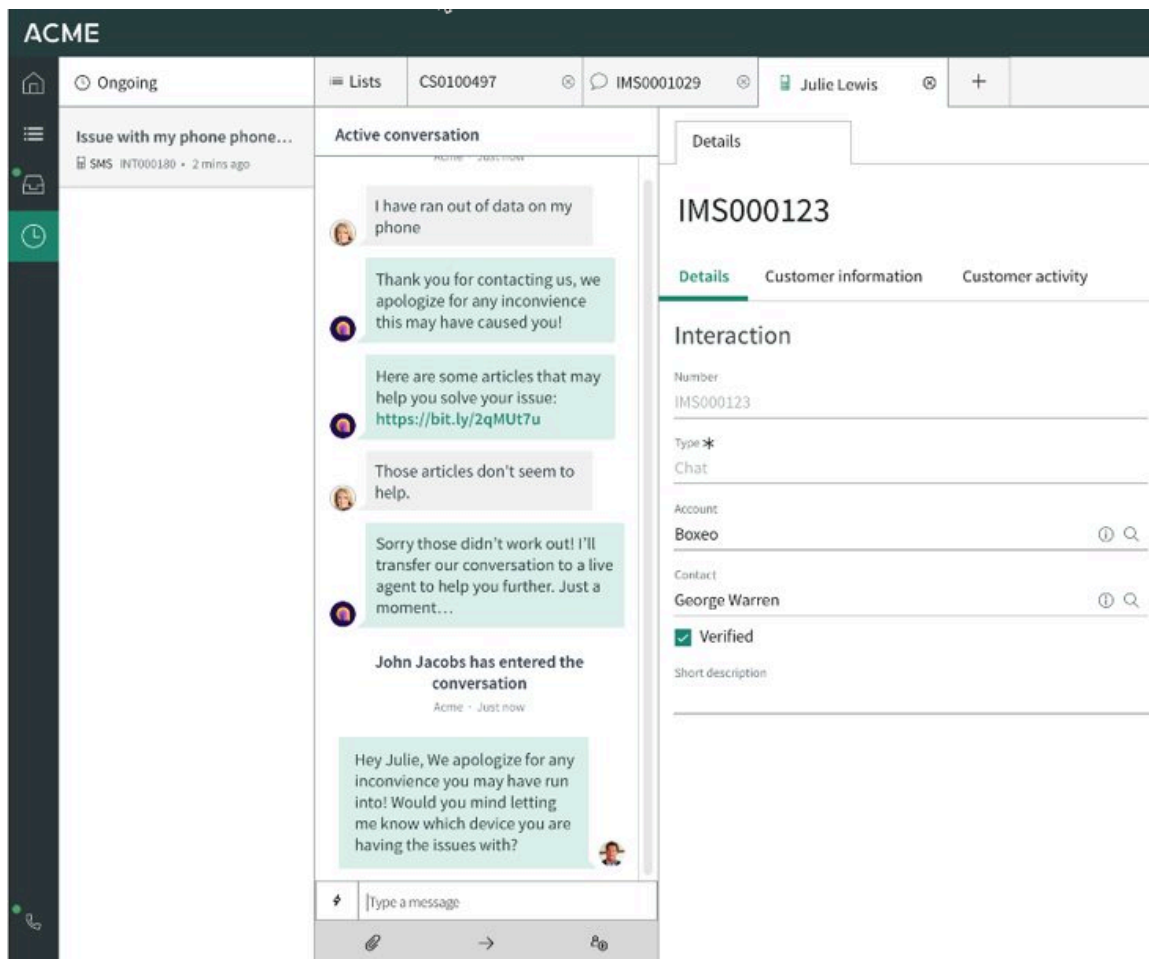 ACME
Ongoing
Issue with my phone phone...
SMS INT000180 • 2 mins ago
Lists
CS0100497
IMS0001029
Julie Lewis
+
Active conversation
Acme - Just now
I have ran out of data on my
phone
Thank you for contacting us, we
apologize for any inconvience
this may have caused you!
Here are some articles that may
help you solve your issue:
https://bit.ly/2qMUt7u
Those articles don't seem to
help.
Sorry those didn't work out! I'll
transfer our conversation to a live
agent to help you further. Just a
moment...
John Jacobs has entered the
conversation
Acme - Just now
Hey Julie, We apologize for any
inconvience you may have run
into! Would you mind letting
me know which device you are
having the issues with?
Type a message
Details
IMS000123
Details
Customer information
Customer activity
Interaction
Number
IMS000123
Type *
Chat
Account
Boxeo
Contact
George Warren
Verified
Short description